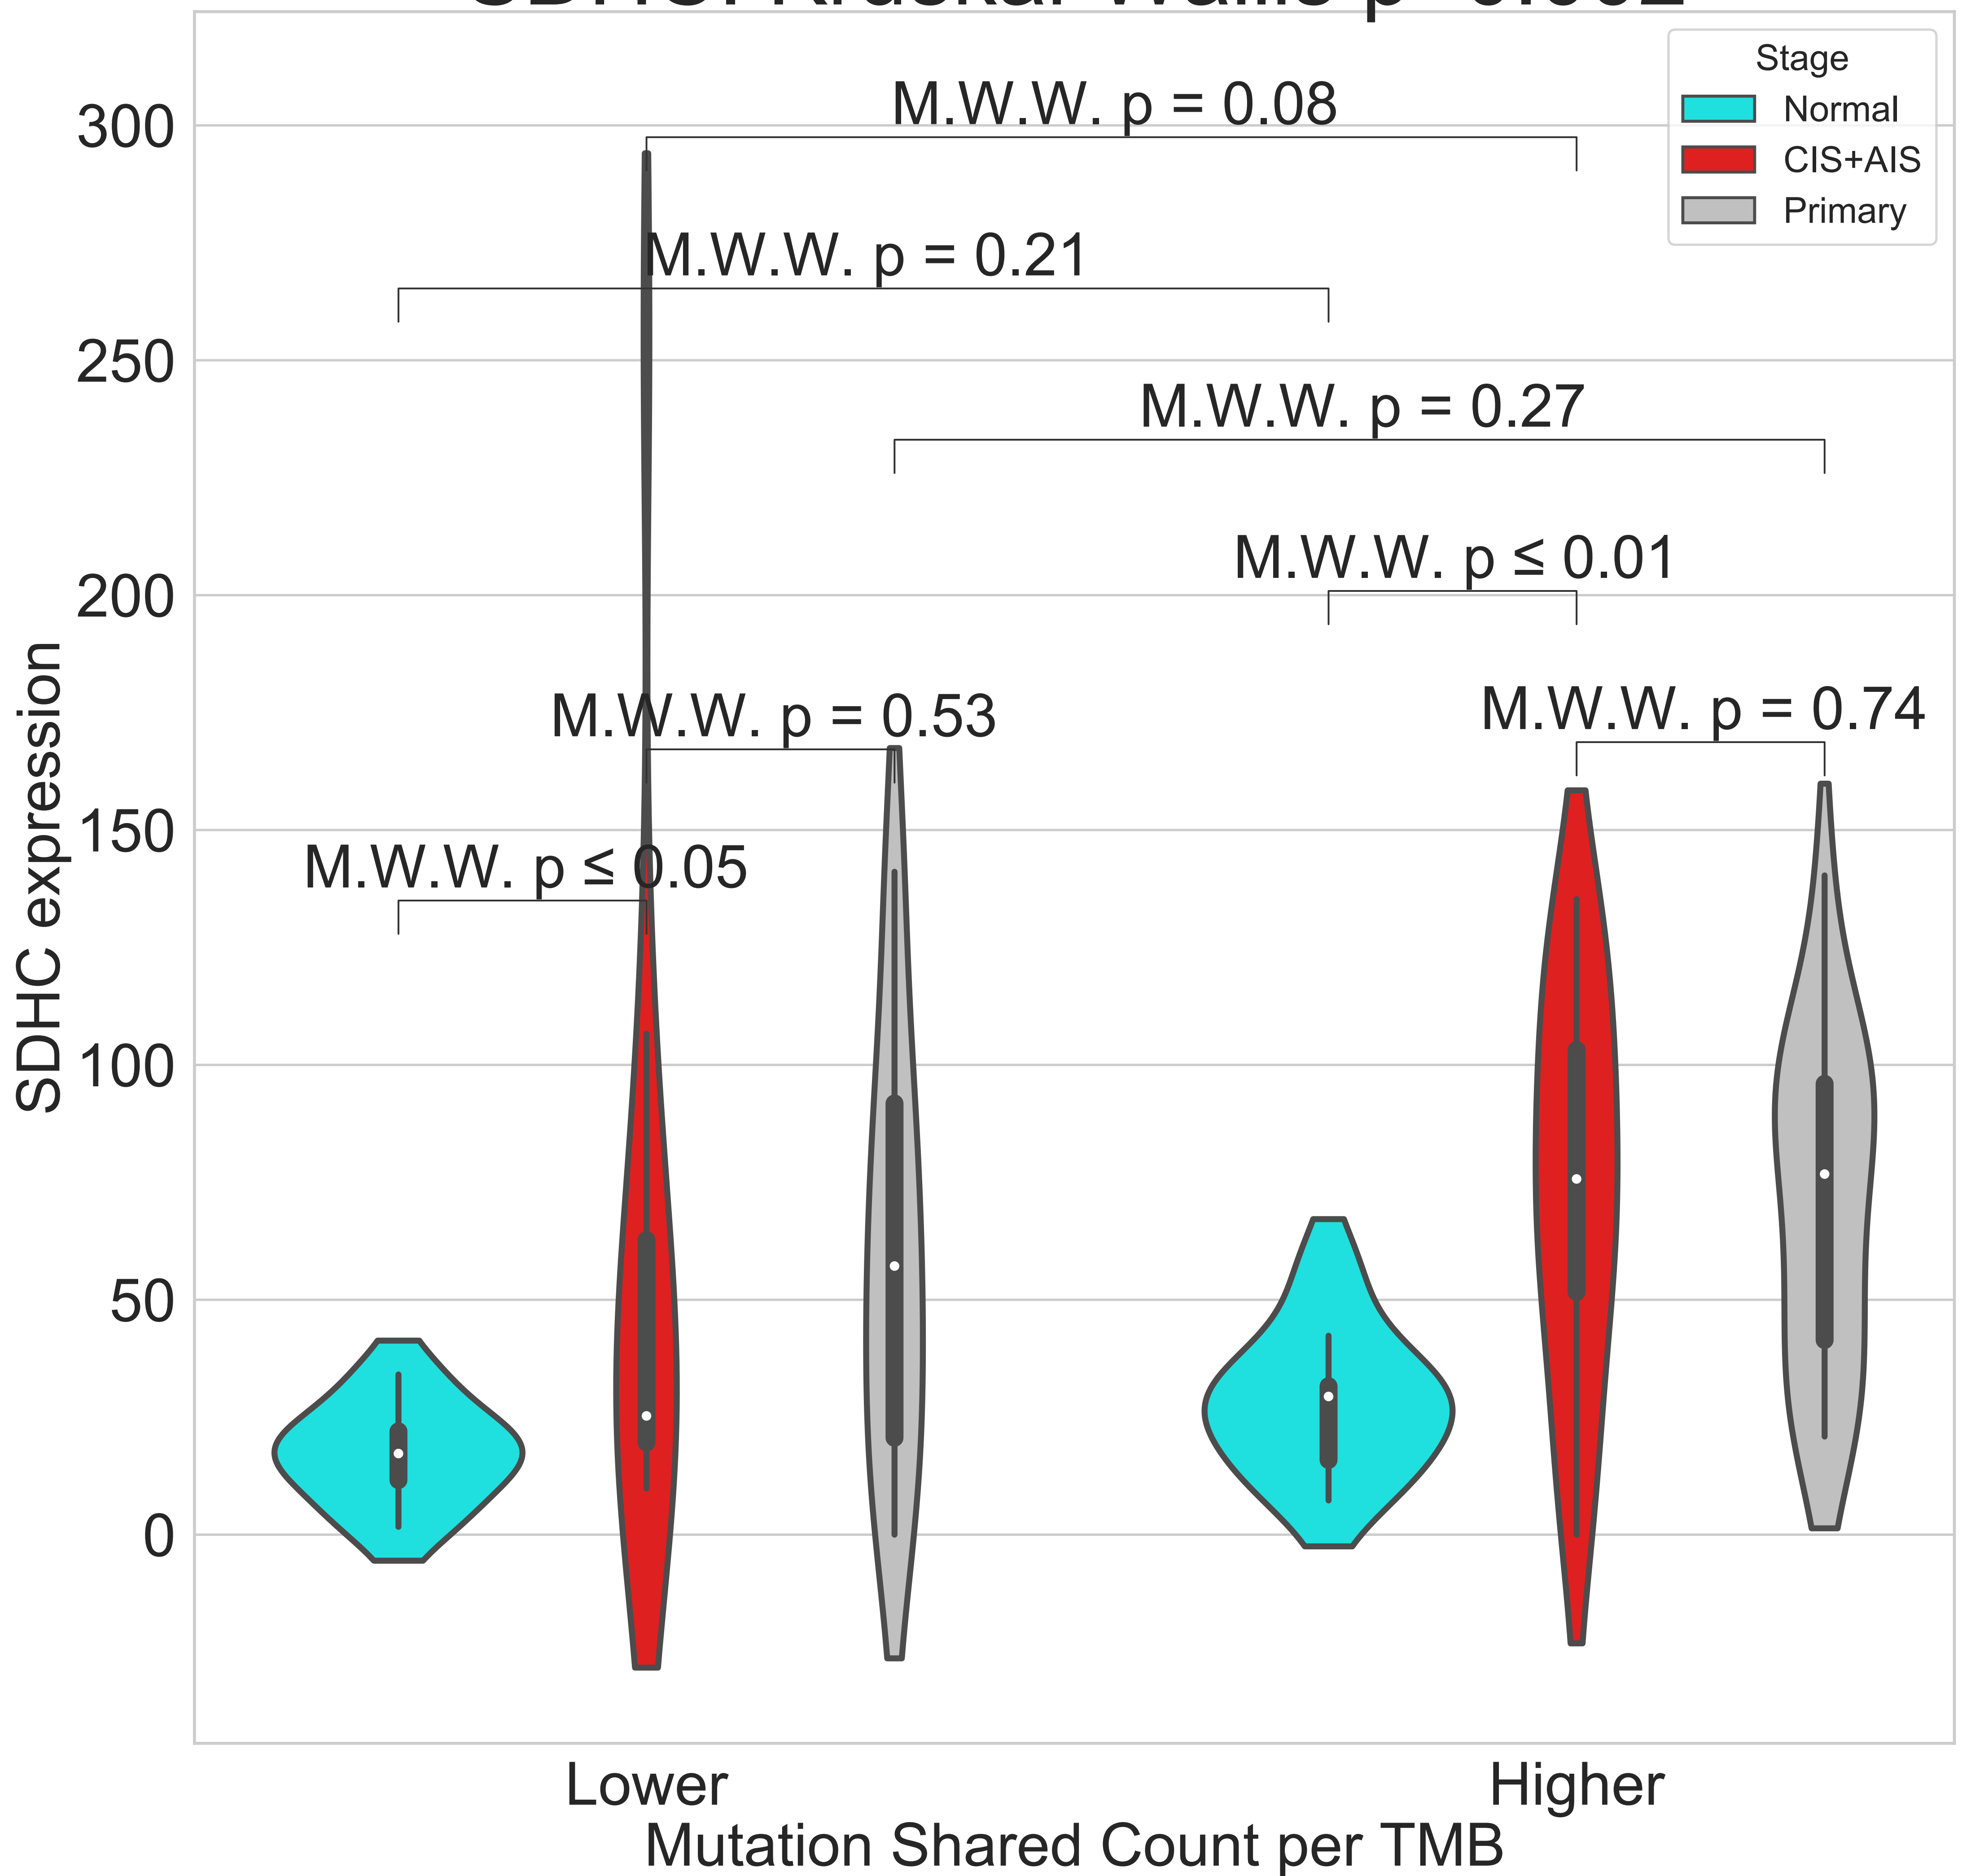 Stage
Normal
CIS+AIS
Primary
M.W.W. p = 0.08
M.W.W. p = 0.21
M.W.W. p = 0.27
M.W.W. p ≤ 0.01
M.W.W. p = 0.53
M.W.W. p = 0.74
M.W.W. p ≤ 0.05
300
250
200
150
100
50
0
SDHC expression
Lower
Higher
Mutation Shared Count per TMB